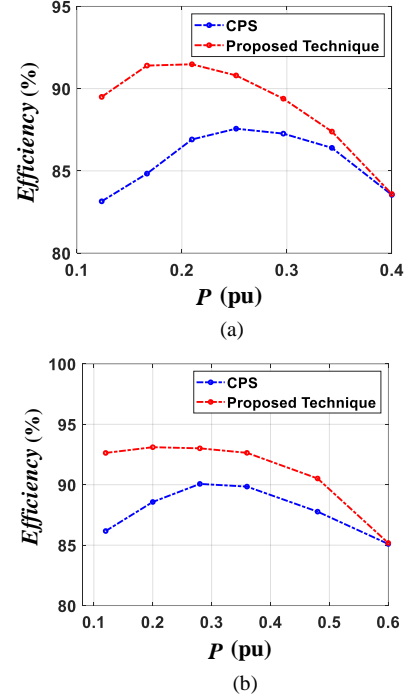 95
CPS
Proposed Technique
90
85
80
Efficiency (%)
0.1 0.2 0.3 0.4
P (pu)
(a)
100
CPS
Proposed Technique
95
90
85
80
Efficiency (%)
0.1 0.2 0.3 0.4 0.5 0.6
P (pu)
(b)